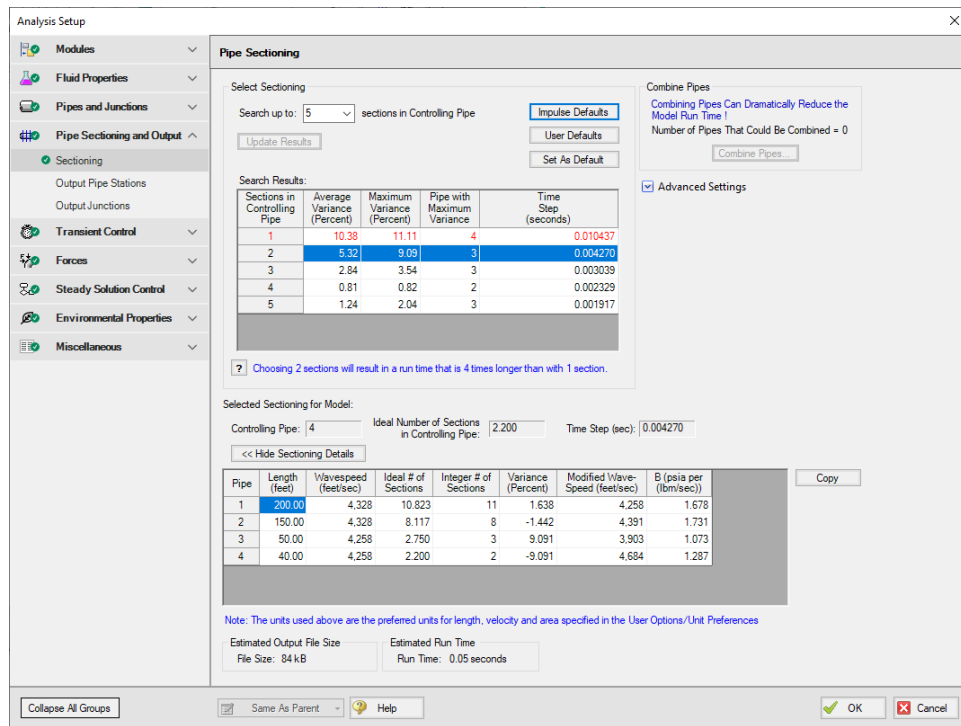 Analysis Setup
Modules
Fluid Properties
Pipes and Junctions
Pipe Sectioning and Output
Sectioning
Output Pipe Stations
Output Junctions
Transient Control
Forces
Steady Solution Control
Environmental Properties
Miscellaneous
Pipe Sectioning
Select Sectioning
Search up to: 5 sections in Controlling Pipe
Impulse Defaults
Update Results
User Defaults
Set As Default
Search Results:
Sections in Controlling Pipe Average Variance (Percent) Maximum Variance (Percent) Pipe with Maximum Variance Time Step (seconds)
1 10.38 11.11 4 0.010437
2 5.32 9.09 3 0.004270
3 2.84 3.54 3 0.003039
4 0.81 0.82 2 0.002329
5 1.24 2.04 3 0.001917
? Choosing 2 sections will result in a run time that is 4 times longer than with 1 section.
Combine Pipes
Combining Pipes Can Dramatically Reduce the
Model Run Time !
Number of Pipes That Could Be Combined = 0
Combine Pipes...
Advanced Settings
Selected Sectioning for Model:
Controlling Pipe: 4 Ideal Number of Sections in Controlling Pipe: 2.200 Time Step (sec): 0.004270
<< Hide Sectioning Details
Pipe Length (feet) Wavespeed (feet/sec) Ideal # of Sections Integer # of Sections Variance (Percent) Modified Wave-Speed (feet/sec) B (psia per (lbm/sec))
1 200.00 4,328 10.823 11 1.638 4,258 1.678
2 150.00 4,328 8.117 8 -1.442 4,391 1.731
3 50.00 4,258 2.750 3 9.091 3,903 1.073
4 40.00 4,258 2.200 2 -9.091 4,684 1.287
Copy
Note: The units used above are the preferred units for length, velocity and area specified in the User Options/Unit Preferences
Estimated Output File Size
File Size: 84 kB
Estimated Run Time
Run Time: 0.05 seconds
Collapse All Groups
Same As Parent
Help
OK
Cancel